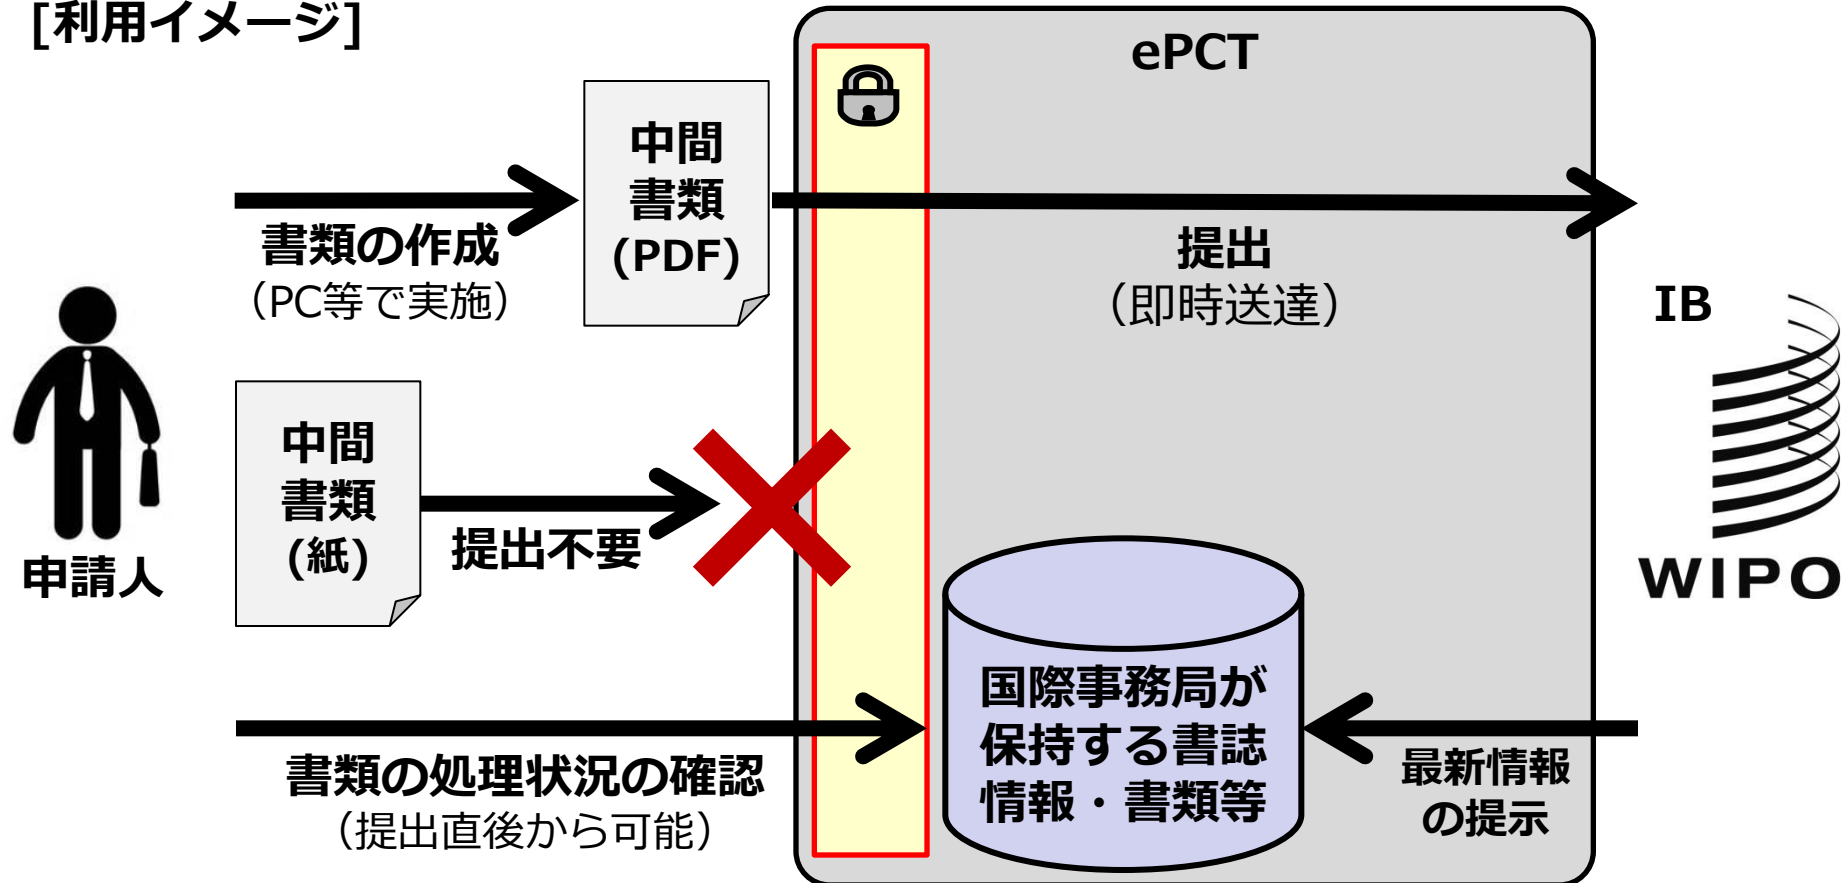 [利用イメージ]
ePCT
中間
書類
(PDF)
書類の作成
（PC等で実施）
提出
（即時送達）
IB
中間
書類
(紙)
提出不要
申請人
WIPO
国際事務局が
保持する書誌
情報・書類等
書類の処理状況の確認
（提出直後から可能）
最新情報
の提示